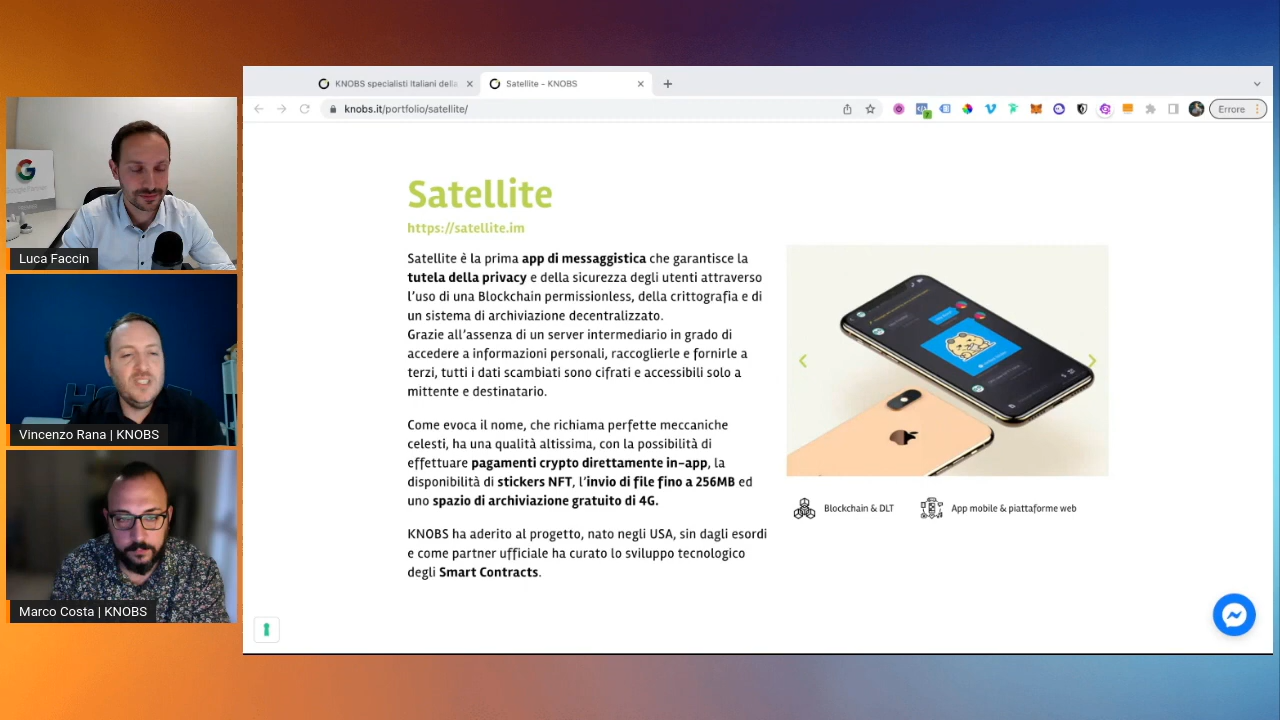 KNOBS specialisti Italiani della
Satellite - KNOBS
knobs.it/portfolio/satellite/
Errore
Luca Faccin
Vincenzo Rana | KNOBS
Marco Costa | KNOBS
Satellite
https://satellite.im
Satellite è la prima app di messaggistica che garantisce la
tutela della privacy e della sicurezza degli utenti attraverso
l'uso di una Blockchain permissionless, della crittografia e di
un sistema di archiviazione decentralizzato.
Grazie all'assenza di un server intermediario in grado di
accedere a informazioni personali, raccoglierle e fornirle a
terzi, tutti i dati scambiati sono cifrati e accessibili solo a
mittente e destinatario.
Come evoca il nome, che richiama perfette meccaniche
celesti, ha una qualità altissima, con la possibilità di
effettuare pagamenti crypto direttamente in-app, la
disponibilità di stickers NFT, l'invio di file fino a 256MB ed
uno spazio di archiviazione gratuito di 4G.
KNOBS ha aderito al progetto, nato negli USA, sin dagli esordi
e come partner ufficiale ha curato lo sviluppo tecnologico
degli Smart Contracts.
Blockchain & DLT
App mobile & piattaforme web